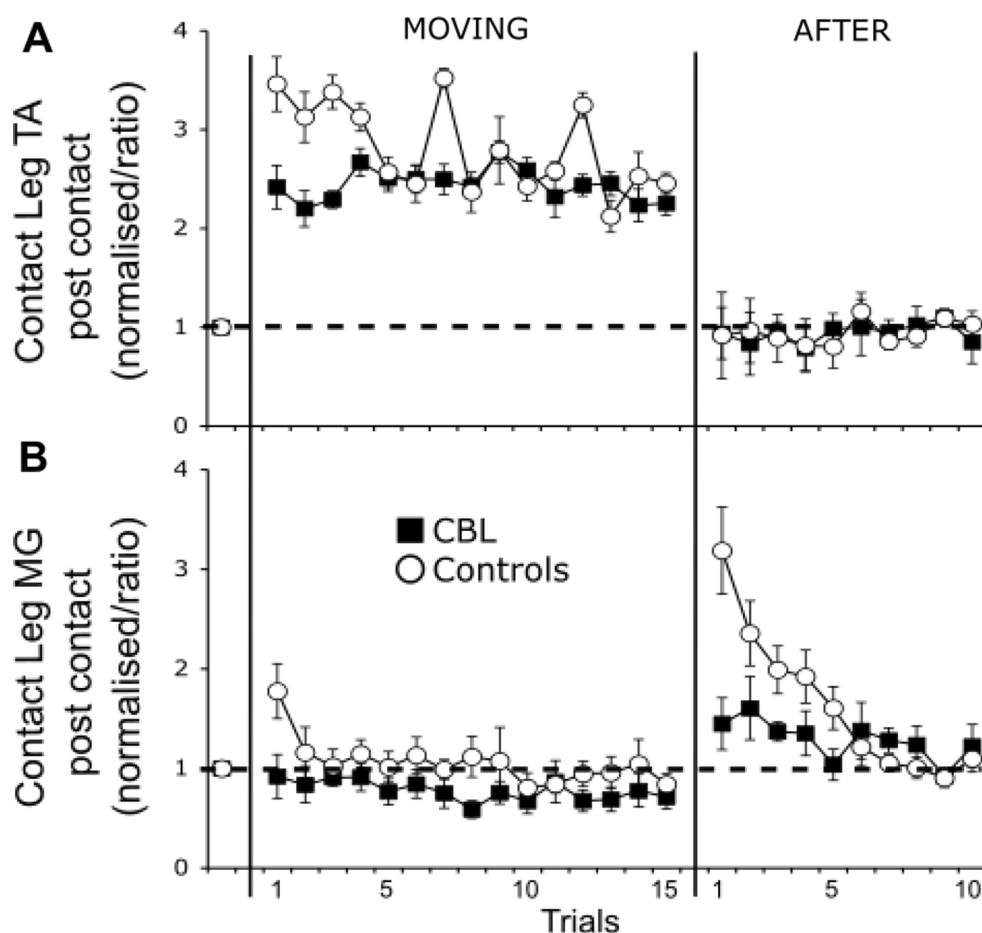 A
MOVING
AFTER
Contact Leg TA
post contact
(normalised/ratio)
4
3
2
1
0
B
Contact Leg MG
post contact
(normalised/ratio)
4
3
2
1
0
CBL
Controls
1 5 10 15 1 5 10
Trials